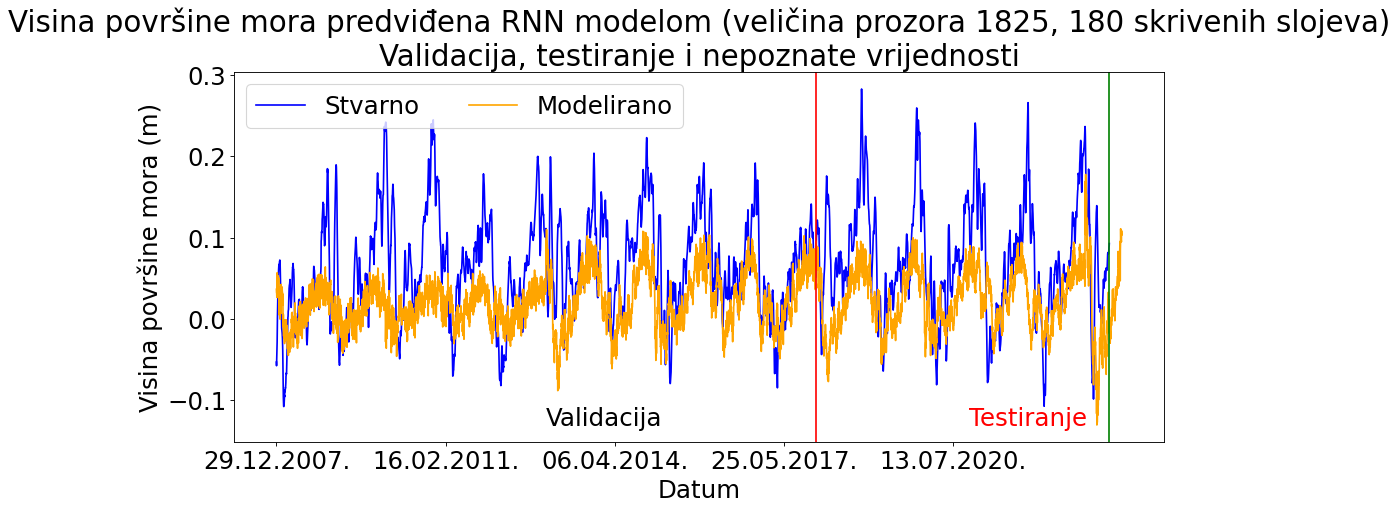 Visina površine mora predviđena RNN modelom (veličina prozora 1825, 180 skrivenih slojeva)
Validacija, testiranje i nepoznate vrijednosti
Stvarno
Modelirano
Visina površine mora (m)
0.3
0.2
0.1
0.0
−0.1
Validacija
Testiranje
29.12.2007.
16.02.2011.
06.04.2014.
25.05.2017.
13.07.2020.
Datum